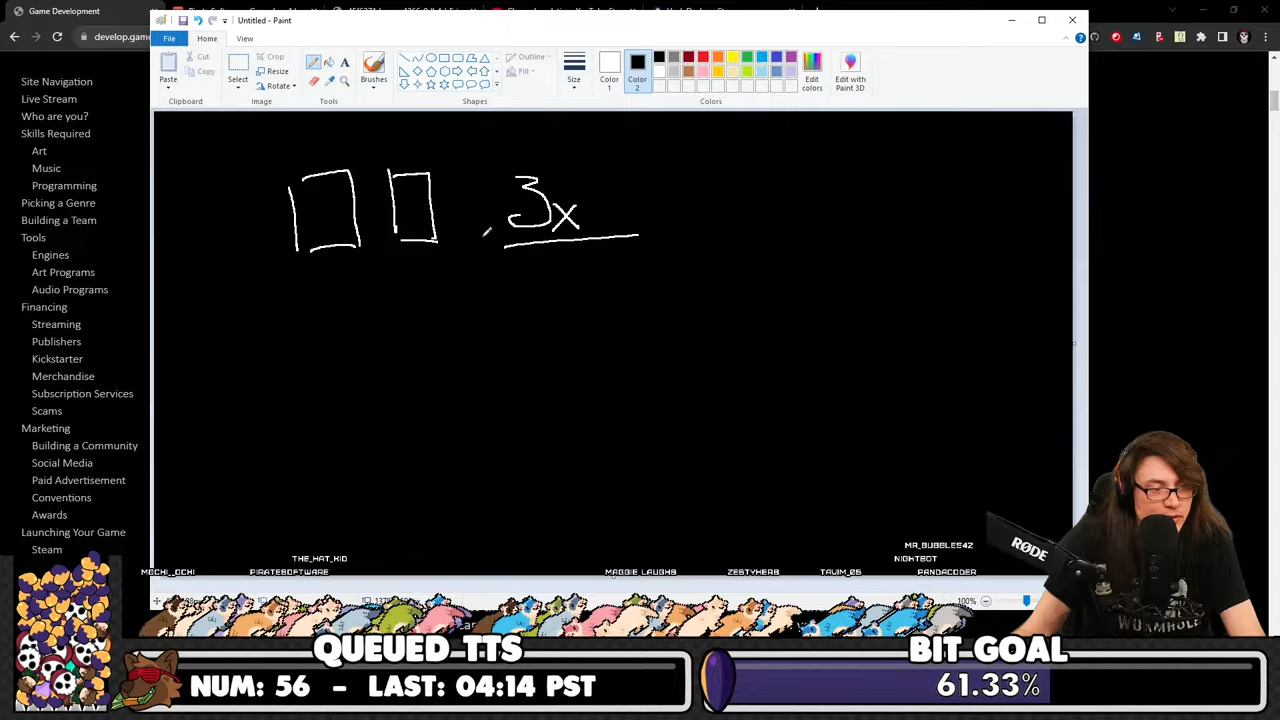 Game Development
Untitled - Paint
develop.game
File
Home
View
Paste
Cut
Copy
Clipboard
Select
Crop
Resize
Rotate
Image
Tools
Brushes
Outline
Fill
Shapes
Size
Color 1
Color 2
Edit colors
Edit with Paint 3D
Colors
Site Navigation
Live Stream
Who are you?
Skills Required
Art
Music
Programming
Picking a Genre
Building a Team
Tools
Engines
Art Programs
Audio Programs
Financing
Streaming
Publishers
Kickstarter
Merchandise
Subscription Services
Scams
Marketing
Building a Community
Social Media
Paid Advertisement
Conventions
Awards
Launching Your Game
Steam
3x
RØDE
WORMHOLE
MR_BUBBLES42
THE_HAT_KID
NIGHTBOT
MOCHI__OCHI
PIRATESOFTWARE
MAGGIE_LAUGHS
ZESTYHERB
TAVIM_05
PANDACODER
100%
QUEUED TTS
NUM: 56 - LAST: 04:14 PST
BIT GOAL
61.33%